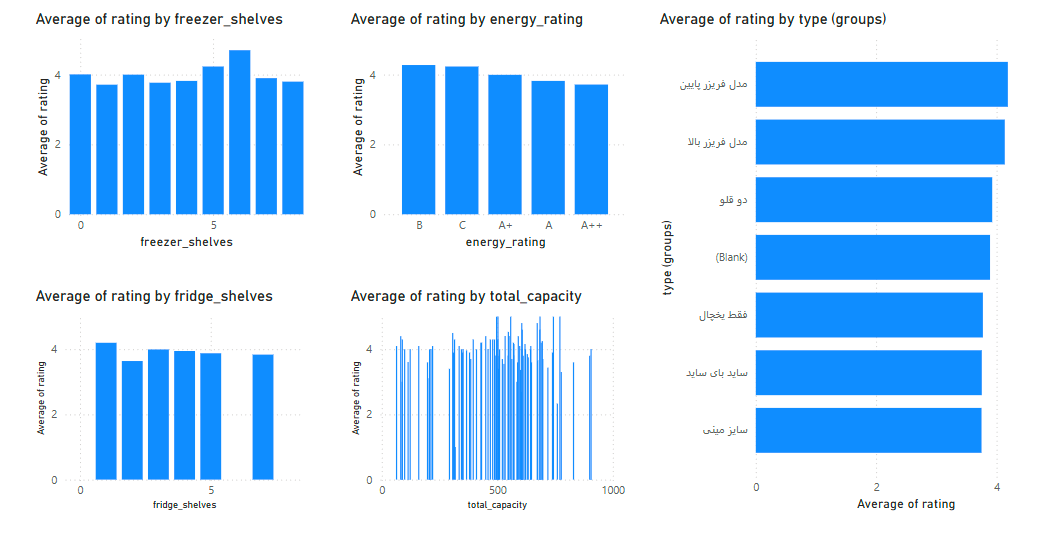 Average of rating by freezer_shelves
Average of rating
4
2
0
0
5
freezer_shelves
Average of rating by energy_rating
Average of rating
4
2
0
B
C
A+
A
A++
energy_rating
Average of rating by type (groups)
type (groups)
مدل فریزر پایین
مدل فریزر بالا
دو قلو
(Blank)
فقط یخچال
ساید بای ساید
سایز مینی
0
2
4
Average of rating
Average of rating by fridge_shelves
Average of rating
4
2
0
0
5
fridge_shelves
Average of rating by total_capacity
Average of rating
4
2
0
0
500
1000
total_capacity